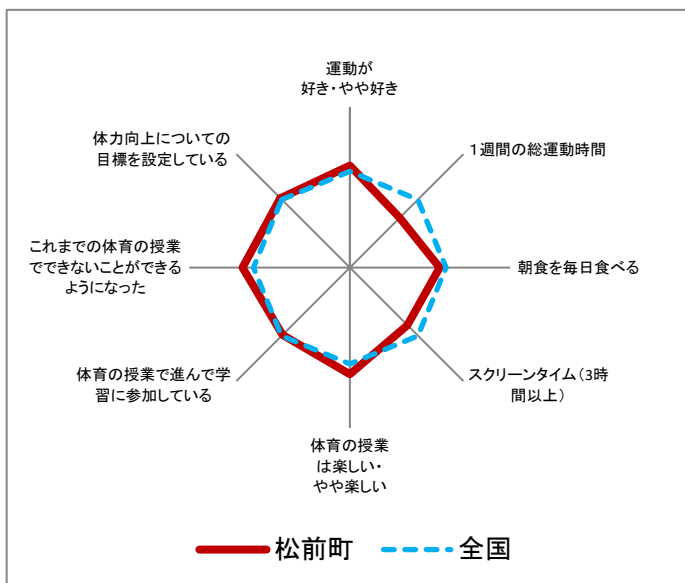 運動が
好き・やや好き
1週間の総運動時間
朝食を毎日食べる
スクリーンタイム(3時
間以上)
体育の授業
は楽しい・
やや楽しい
体育の授業で進んで学
習に参加している
これまでの体育の授業
でできないことができる
ようになった
体力向上についての
目標を設定している
松前町
全国